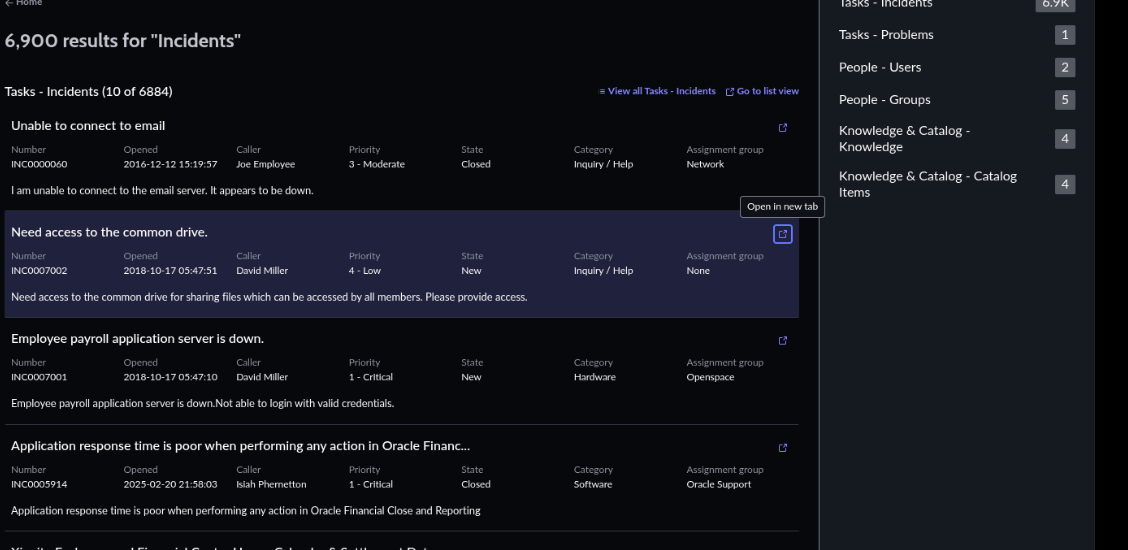 ← Home
6,900 results for "Incidents"
Tasks - Incidents (10 of 6884)
View all Tasks - Incidents
Go to list view
Unable to connect to email
Number Opened Caller Priority State Category Assignment group
INC0000060 2016-12-12 15:19:57 Joe Employee 3 - Moderate Closed Inquiry / Help Network
I am unable to connect to the email server. It appears to be down.
Open in new tab
Need access to the common drive.
Number Opened Caller Priority State Category Assignment group
INC0007002 2018-10-17 05:47:51 David Miller 4 - Low New Inquiry / Help None
Need access to the common drive for sharing files which can be accessed by all members. Please provide access.
Employee payroll application server is down.
Number Opened Caller Priority State Category Assignment group
INC0007001 2018-10-17 05:47:10 David Miller 1 - Critical New Hardware Openspace
Employee payroll application server is down.Not able to login with valid credentials.
Application response time is poor when performing any action in Oracle Financ...
Number Opened Caller Priority State Category Assignment group
INC0005914 2025-02-20 21:58:03 Isiah Phernetton 1 - Critical Closed Software Oracle Support
Application response time is poor when performing any action in Oracle Financial Close and Reporting
Tasks - Incidents 6.9K
Tasks - Problems 1
People - Users 2
People - Groups 5
Knowledge & Catalog -
Knowledge 4
Knowledge & Catalog - Catalog
Items 4